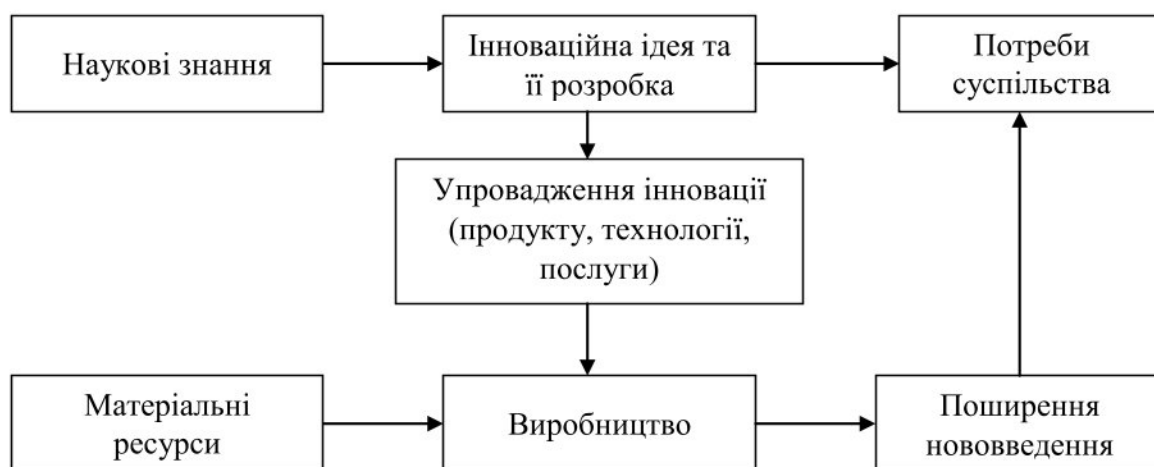 Наукові знання
Інноваційна ідея та
її розробка
Потреби
суспільства
Упровадження інновації
(продукту, технології,
послуги)
Матеріальні
ресурси
Виробництво
Поширення
нововведення